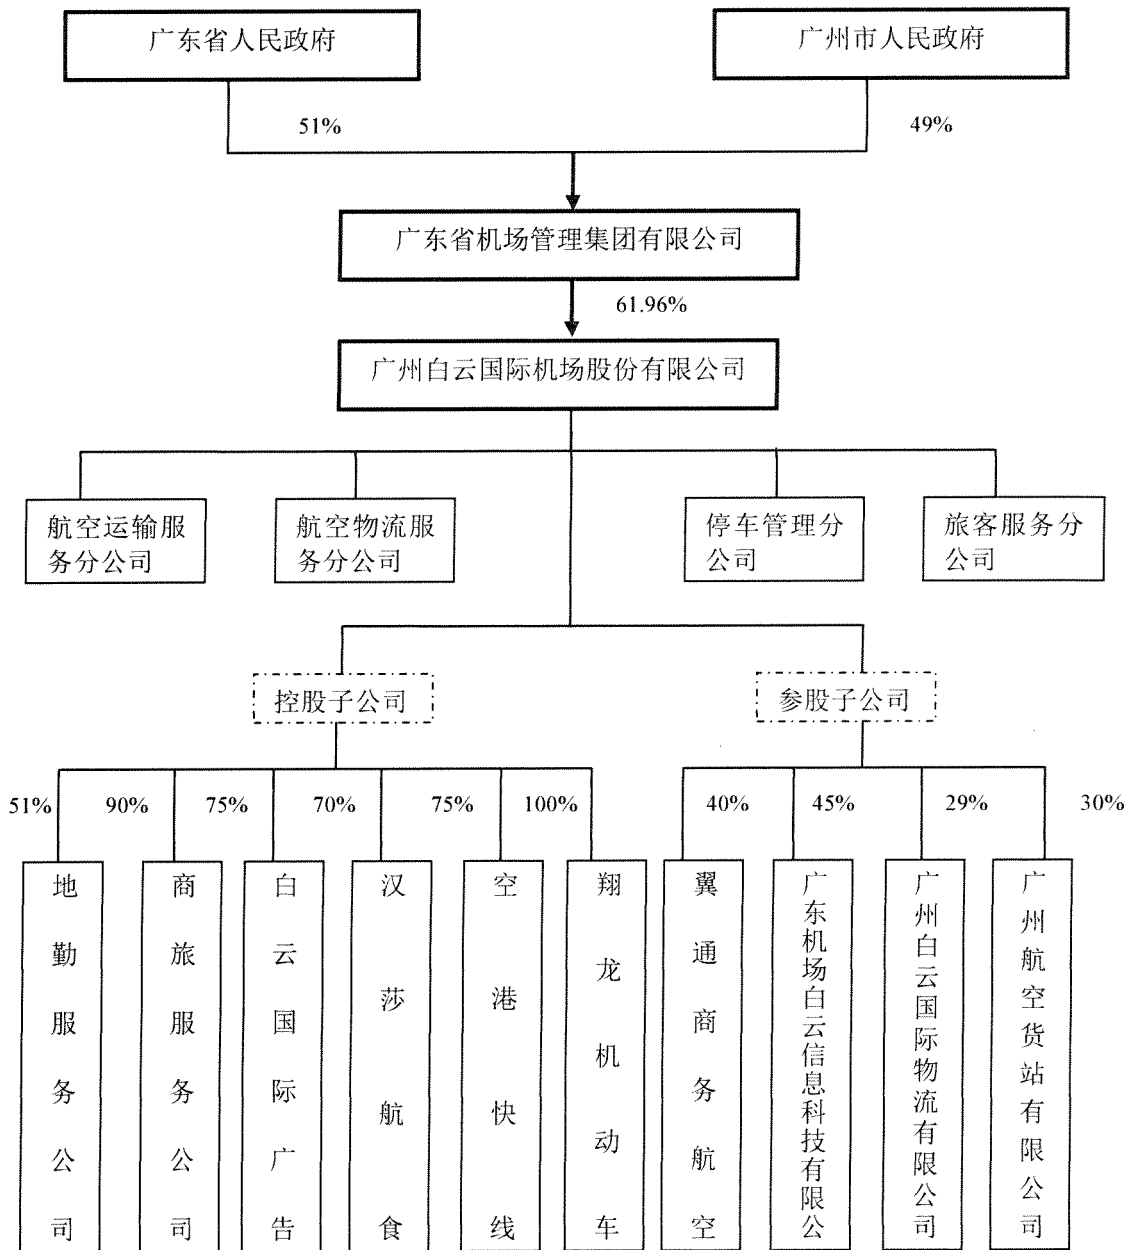 广东省人民政府
广州市人民政府
51%
49%
广东省机场管理集团有限公司
61.96%
广州白云国际机场股份有限公司
航空运输服
务分公司
航空物流服
务分公司
停车管理分
公司
旅客服务分
公司
控股子公司
参股子公司
51%
90%
75%
70%
75%
100%
40%
45%
29%
30%
地勤服务公司
商旅服务公司
白云国际广告
汉莎航食
空港快线
翔龙机动车
翼通商务航空
广东机场白云信息科技有限公
广州白云国际物流有限公司
广州航空货站有限公司